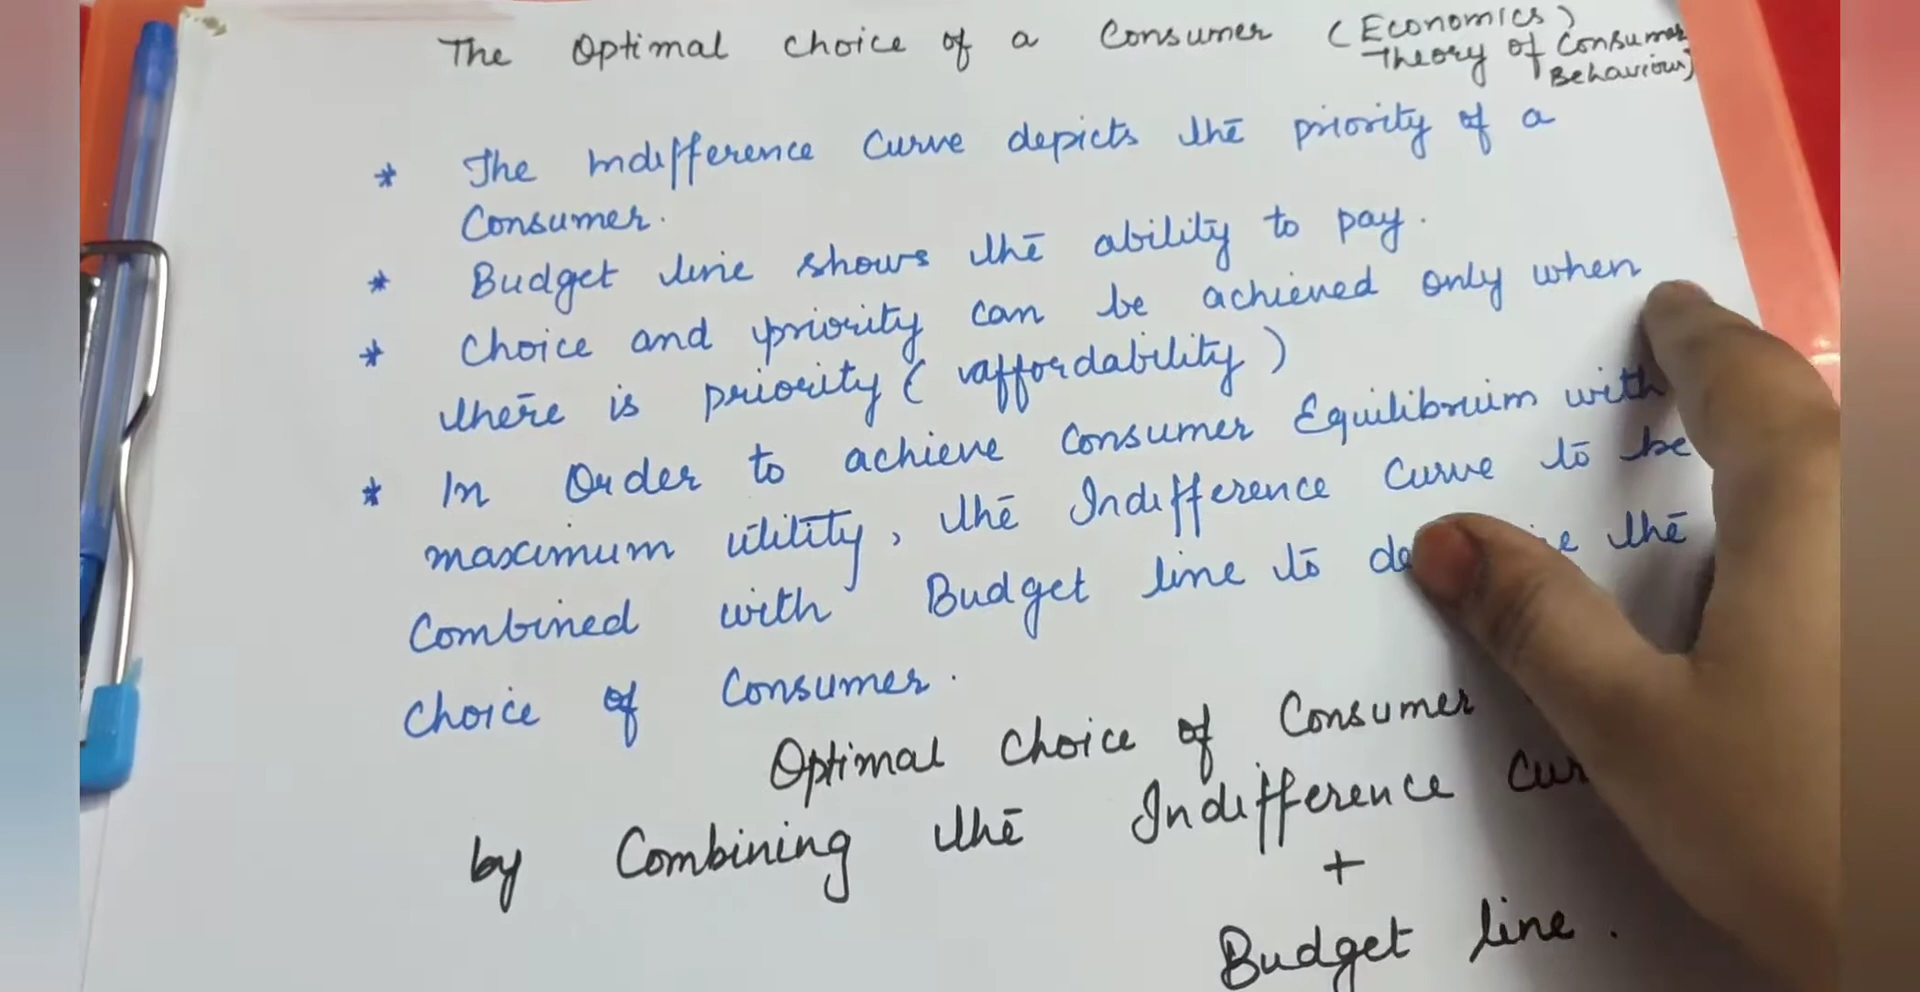 The Optimal choice of a Consumer (Economics)
Theory of Consumer
Behaviour)
* The Indifference Curve depicts the priority of a
Consumer.
* Budget line shows the ability to pay.
* Choice and priority can be achieved only when
there is priority (affordability)
* In Order to achieve Consumer Equilibrium with
maximum utility, the Indifference Curve to be
Combined with Budget line to the
choice of Consumer.
Optimal choice of Consumer
by Combining the Indifference
+
Budget line.